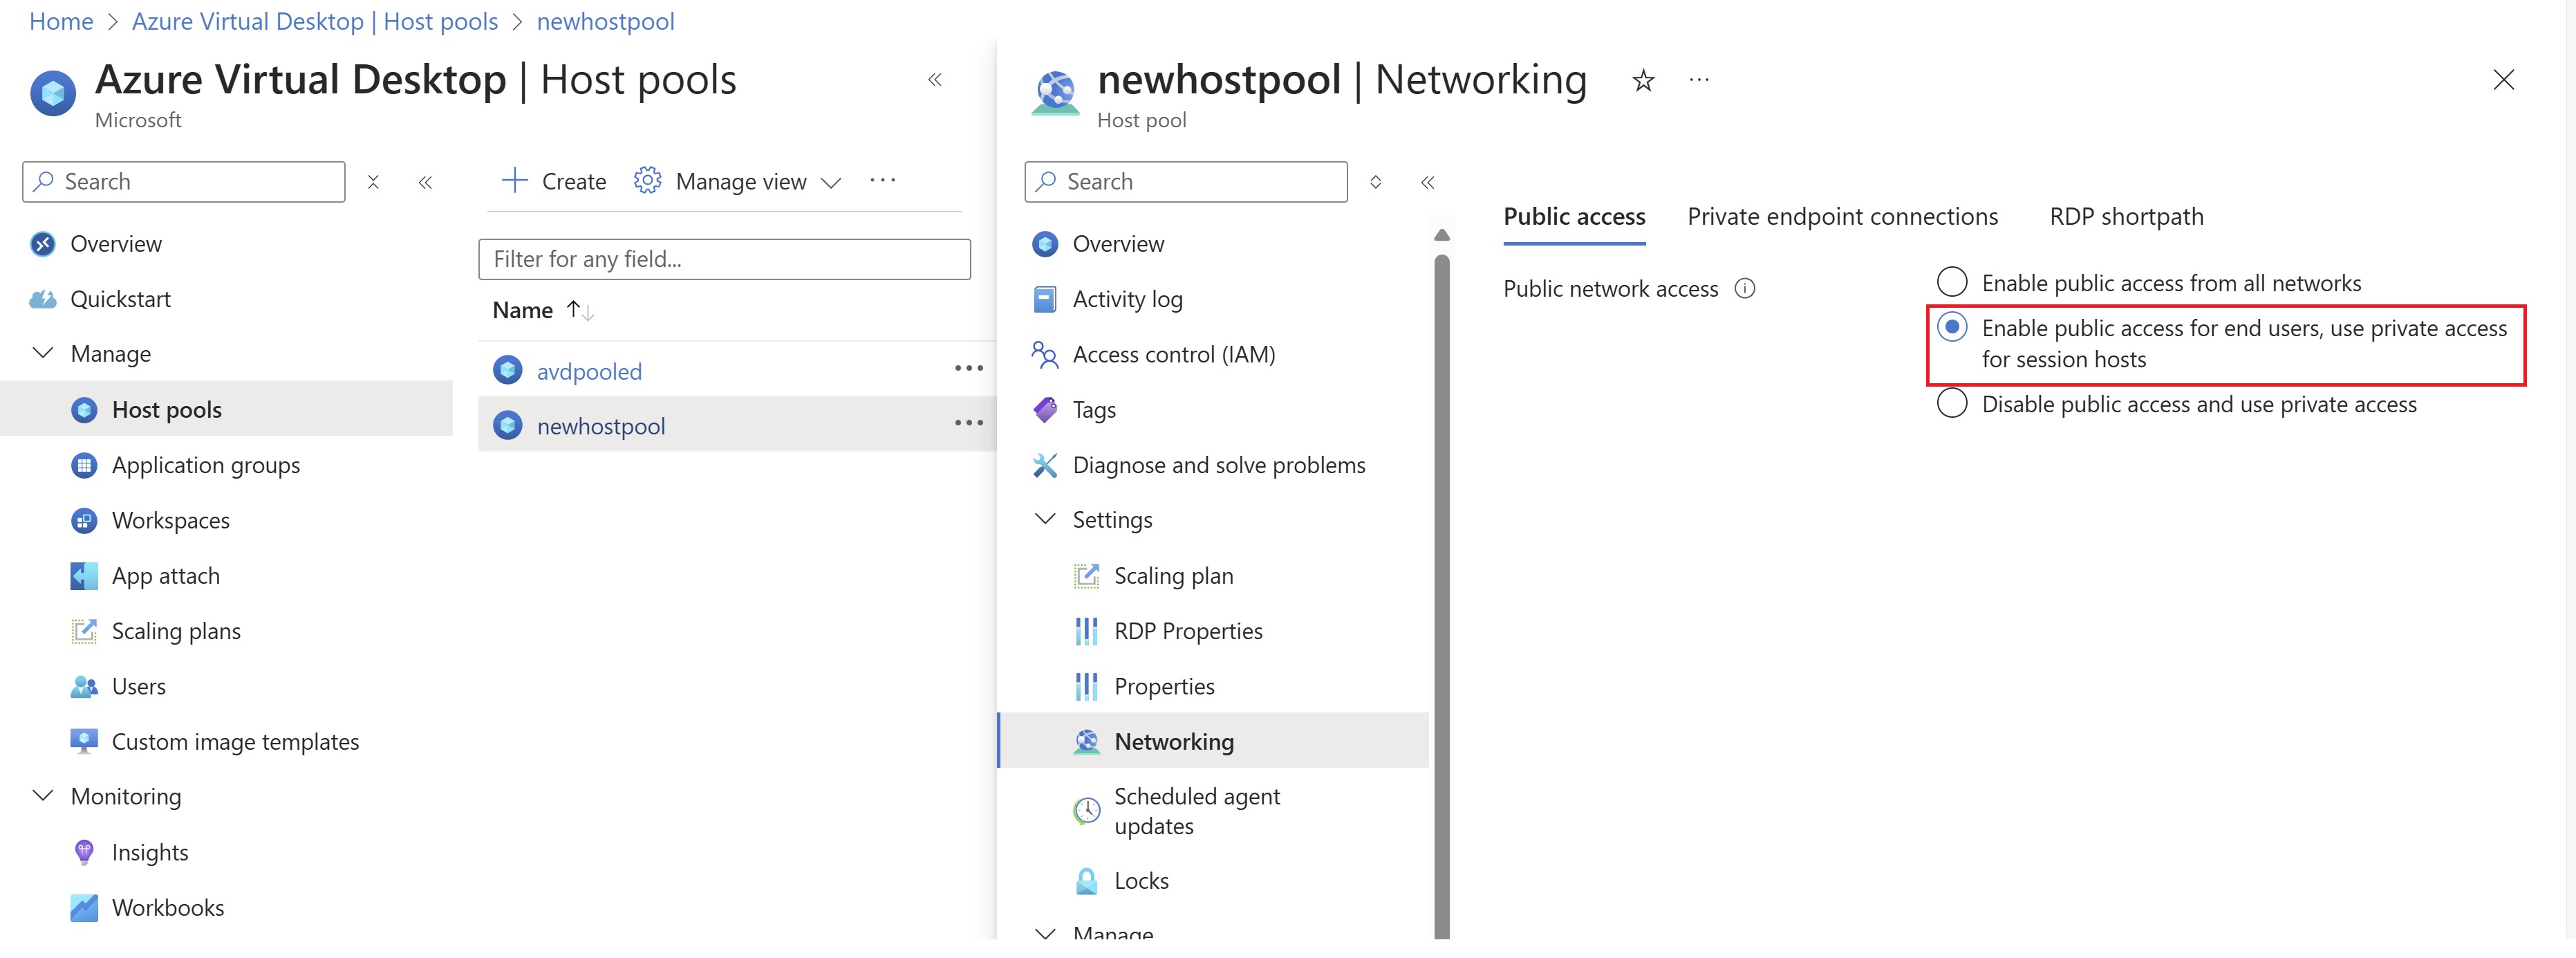 Home > Azure Virtual Desktop | Host pools > newhostpool
Azure Virtual Desktop | Host pools
Microsoft
Search
Overview
Quickstart
Manage
Host pools
Application groups
Workspaces
App attach
Scaling plans
Users
Custom image templates
Monitoring
Insights
Workbooks
Create
Manage view
Filter for any field...
Name
avdpooled
newhostpool
newhostpool | Networking
Host pool
Search
Overview
Activity log
Access control (IAM)
Tags
Diagnose and solve problems
Settings
Scaling plan
RDP Properties
Properties
Networking
Scheduled agent
updates
Locks
Manage
Public access Private endpoint connections RDP shortpath
Public network access
Enable public access from all networks
Enable public access for end users, use private access
for session hosts
Disable public access and use private access